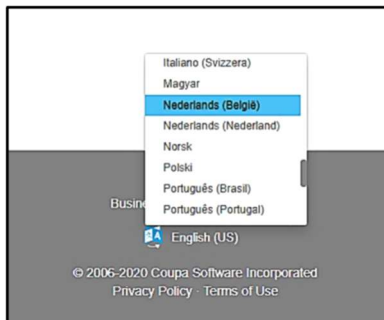 Italiano (Svizzera)
Magyar
Nederlands (België)
Nederlands (Nederland)
Norsk
Polski
Português (Brasil)
Português (Portugal)
English (US)
© 2006-2020 Coupa Software Incorporated
Privacy Policy · Terms of Use